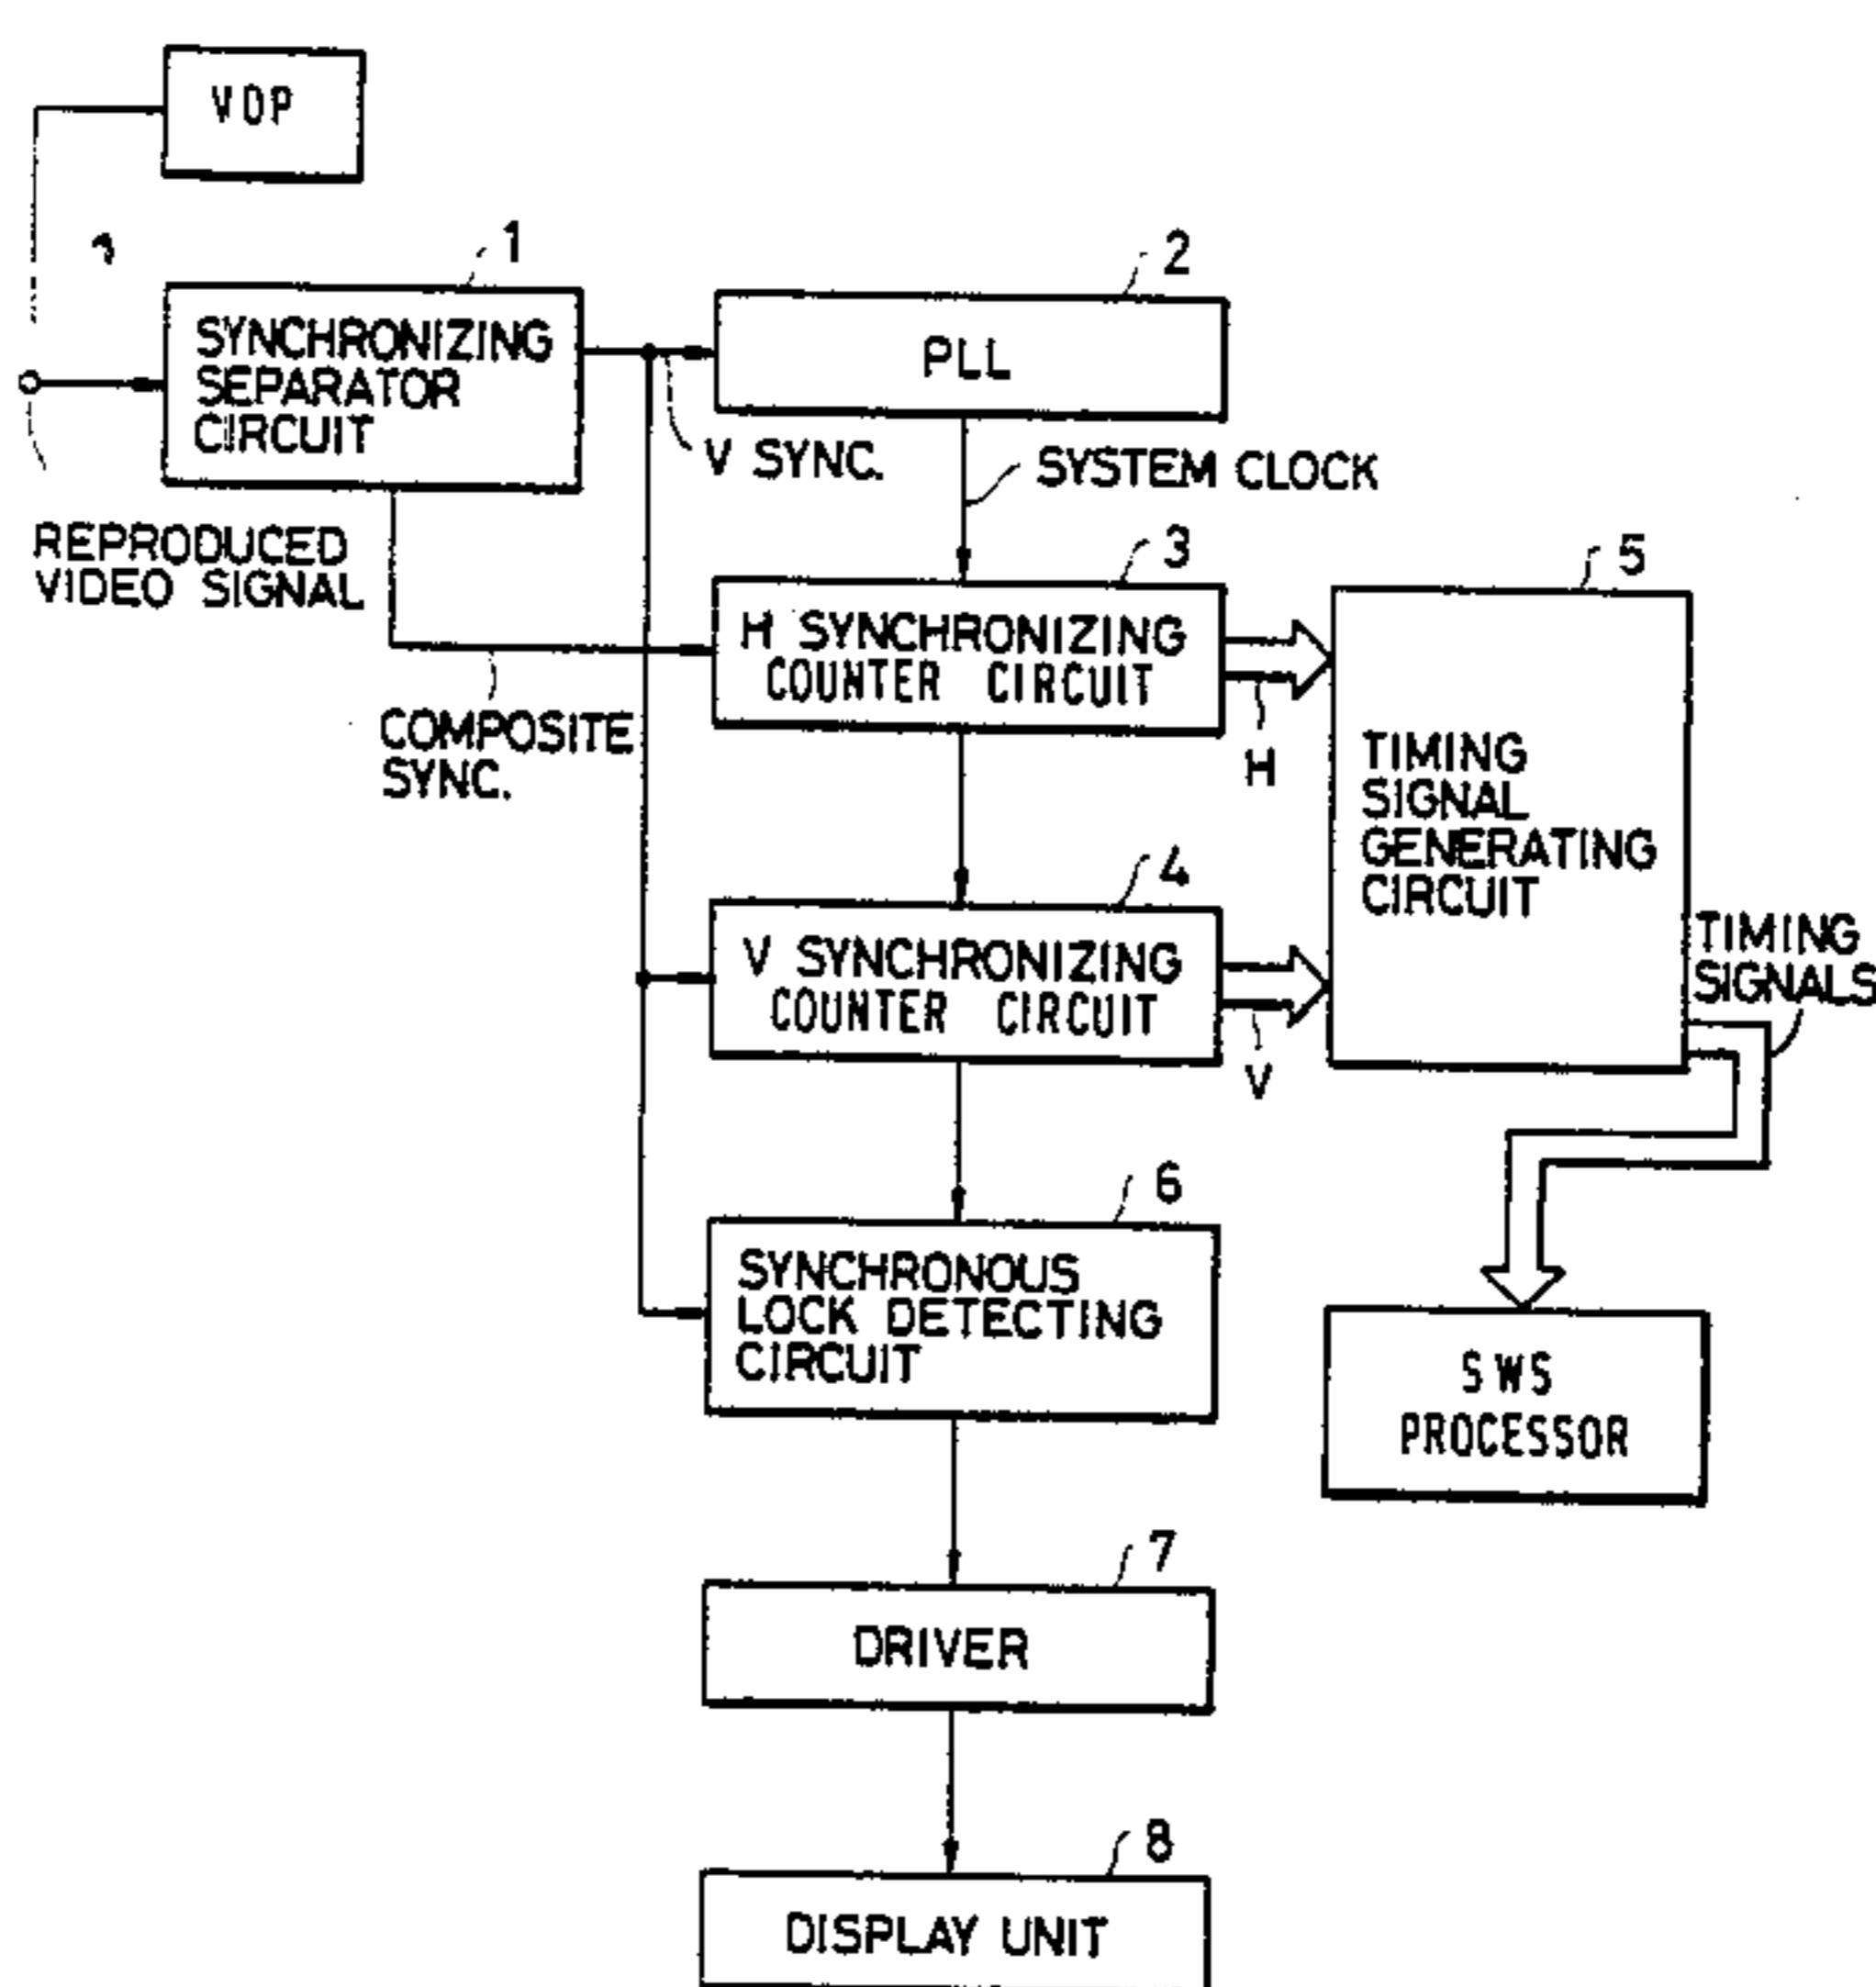 VDP
1
SYNCHRONIZING
SEPARATOR
CIRCUIT
2
PLL
V SYNC.
SYSTEM CLOCK
REPRODUCED
VIDEO SIGNAL
3
H SYNCHRONIZING
COUNTER CIRCUIT
5
H
COMPOSITE
SYNC.
TIMING
SIGNAL
GENERATING
CIRCUIT
4
V SYNCHRONIZING
COUNTER CIRCUIT
V
TIMING
SIGNALS
6
SYNCHRONOUS
LOCK DETECTING
CIRCUIT
SWS
PROCESSOR
7
DRIVER
8
DISPLAY UNIT